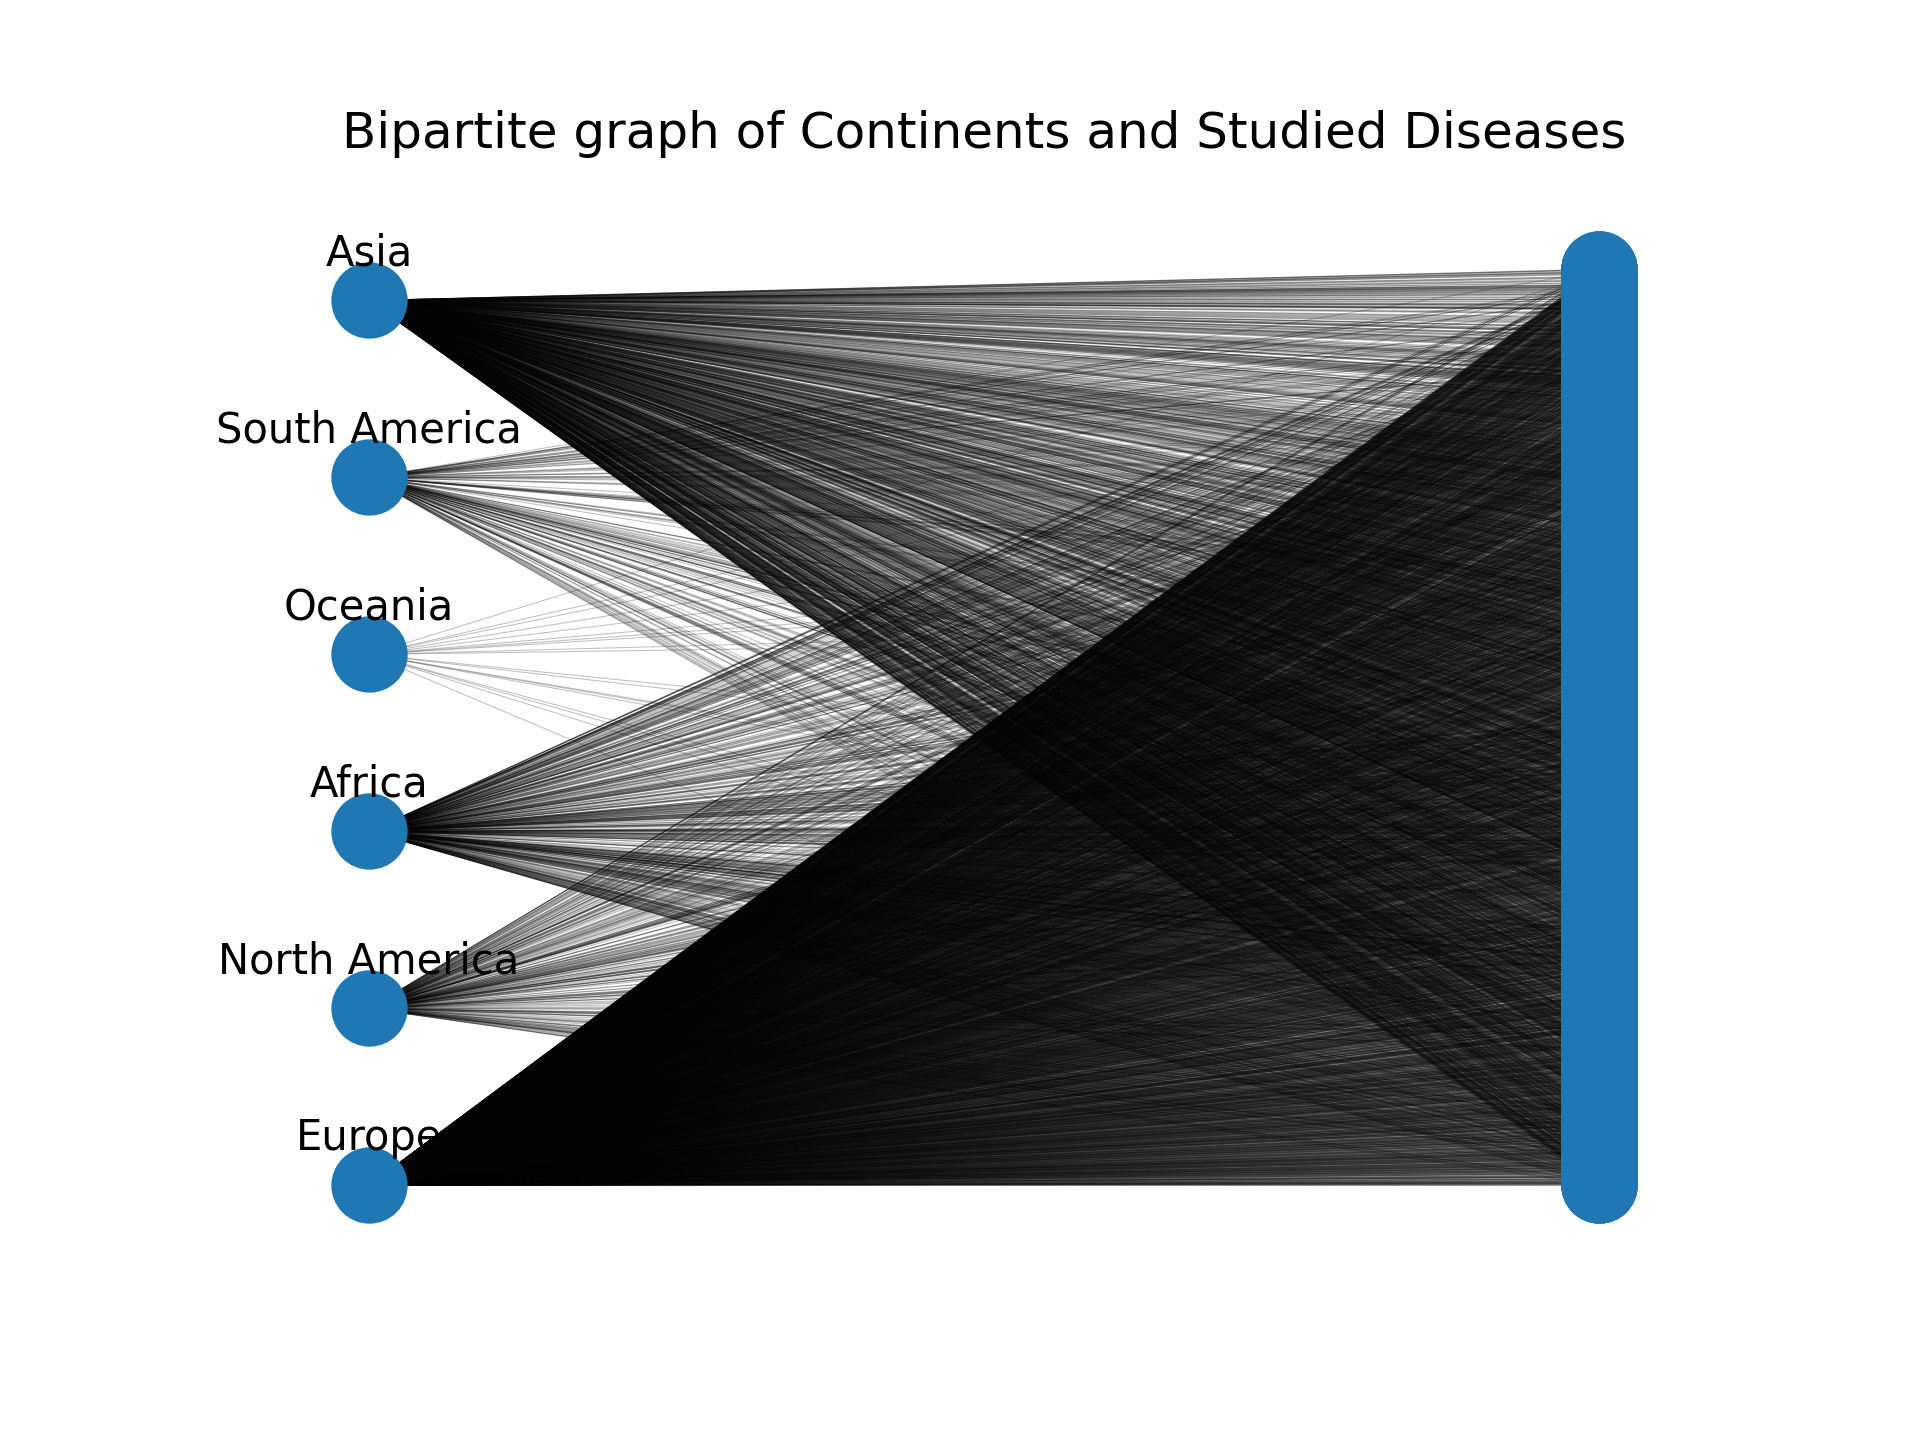 Bipartite graph of Continents and Studied Diseases
Asia
South America
Oceania
Africa
North America
Europe